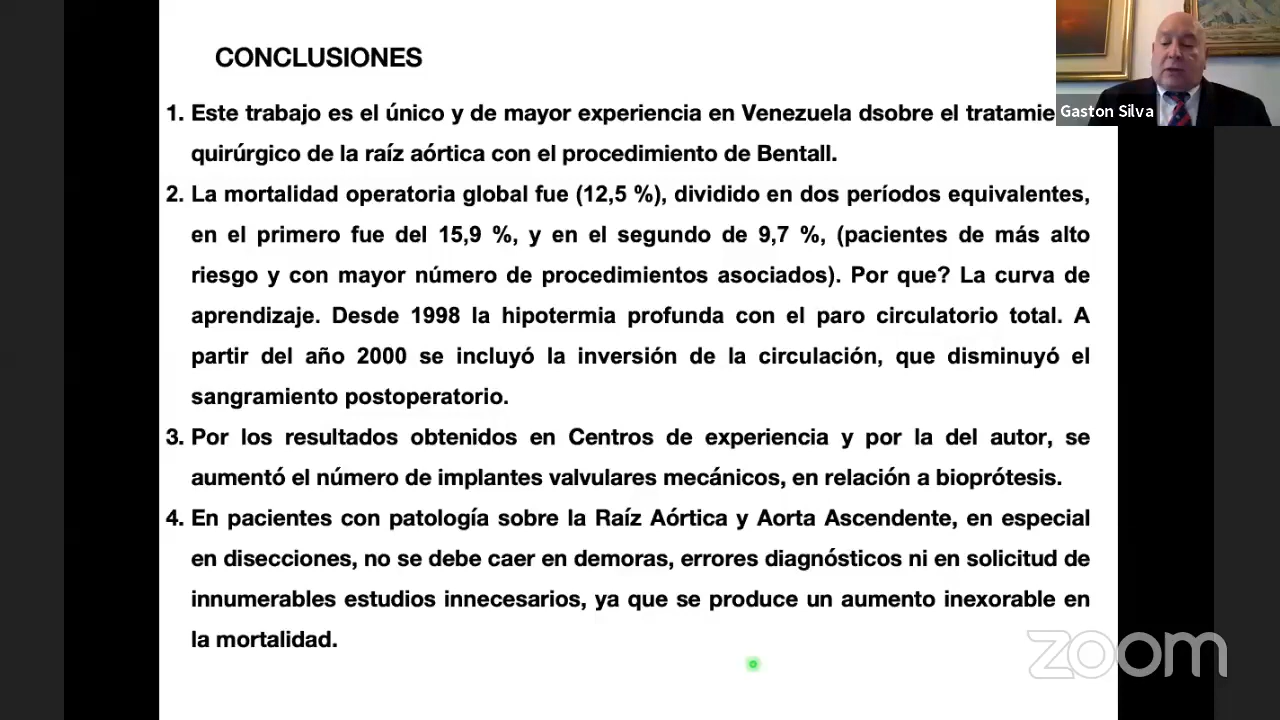 CONCLUSIONES
Gaston Silva
1. Este trabajo es el único y de mayor experiencia en Venezuela dsobre el tratamie
quirúrgico de la raíz aórtica con el procedimiento de Bentall.
2. La mortalidad operatoria global fue (12,5 %), dividido en dos períodos equivalentes,
en el primero fue del 15,9 %, y en el segundo de 9,7 %, (pacientes de más alto
riesgo y con mayor número de procedimientos asociados). Por que? La curva de
aprendizaje. Desde 1998 la hipotermia profunda con el paro circulatorio total. A
partir del año 2000 se incluyó la inversión de la circulación, que disminuyó el
sangramiento postoperatorio.
3. Por los resultados obtenidos en Centros de experiencia y por la del autor, se
aumentó el número de implantes valvulares mecánicos, en relación a bioprótesis.
4. En pacientes con patología sobre la Raíz Aórtica y Aorta Ascendente, en especial
en disecciones, no se debe caer en demoras, errores diagnósticos ni en solicitud de
innumerables estudios innecesarios, ya que se produce un aumento inexorable en
la mortalidad.
zoom